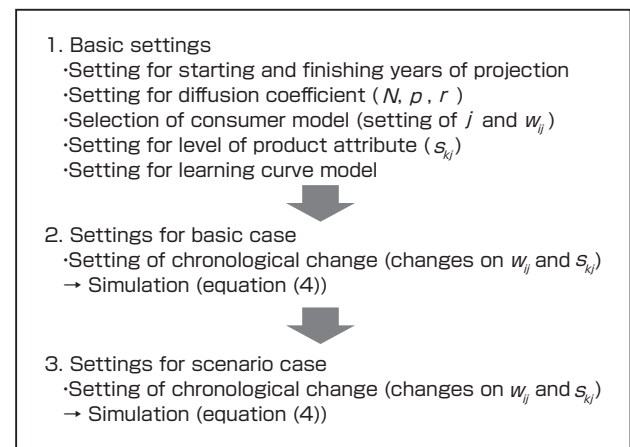 1. Basic settings
・Setting for starting and finishing years of projection
・Setting for diffusion coefficient (N, p, r)
・Selection of consumer model (setting of j and wij)
・Setting for level of product attribute (skj)
・Setting for learning curve model
2. Settings for basic case
・Setting of chronological change (changes on wij and skj)
→ Simulation (equation (4))
3. Settings for scenario case
・Setting of chronological change (changes on wij and skj)
→ Simulation (equation (4))